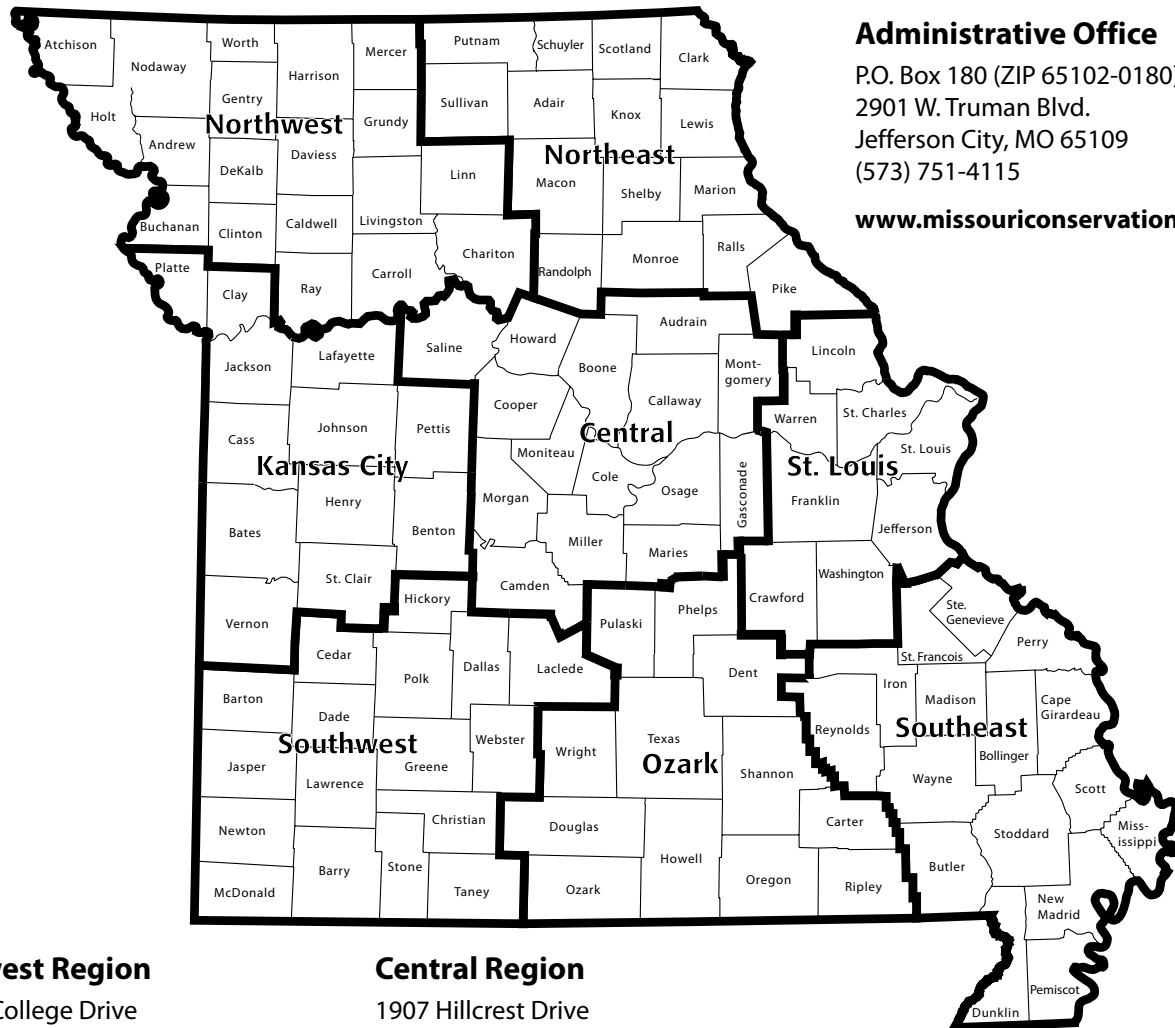 Administrative Office
P.O. Box 180 (ZIP 65102-0180)
2901 W. Truman Blvd.
Jefferson City, MO 65109
(573) 751-4115
www.missouriconservation
Atchison
Nodaway
Worth
Harrison
Mercer
Putnam
Schuyler
Scotland
Clark
Gentry
Sullivan
Adair
Knox
Lewis
Holt
Northwest
Grundy
Andrew
Daviess
Northeast
DeKalb
Linn
Macon
Shelby
Marion
Buchanan
Clinton
Caldwell
Livingston
Chariton
Randolph
Monroe
Ralls
Platte
Clay
Ray
Carroll
Pike
Audrain
Jackson
Lafayette
Saline
Howard
Boone
Mont-
gomery
Lincoln
Cass
Johnson
Pettis
Cooper
Callaway
Warren
St. Charles
Central
Moniteau
St. Louis
Kansas City
St. Louis
Henry
Morgan
Cole
Osage
Gasconade
Franklin
Bates
Benton
Miller
Maries
Jefferson
St. Clair
Camden
Washington
Vernon
Hickory
Pulaski
Phelps
Crawford
Ste.
Genevieve
Perry
Cedar
Polk
Dallas
Laclede
Dent
St. Francois
Barton
Dade
Iron
Madison
Cape
Girardeau
Southwest
Webster
Wright
Texas
Reynolds
Southeast
Bollinger
Jasper
Greene
Ozark
Shannon
Wayne
Lawrence
Scott
Newton
Christian
Douglas
Carter
Stoddard
Miss-
issippi
McDonald
Barry
Stone
Taney
Ozark
Howell
Oregon
Ripley
Butler
New
Madrid
Pemiscot
Dunklin
est Region
College Drive
Central Region
1907 Hillcrest Drive